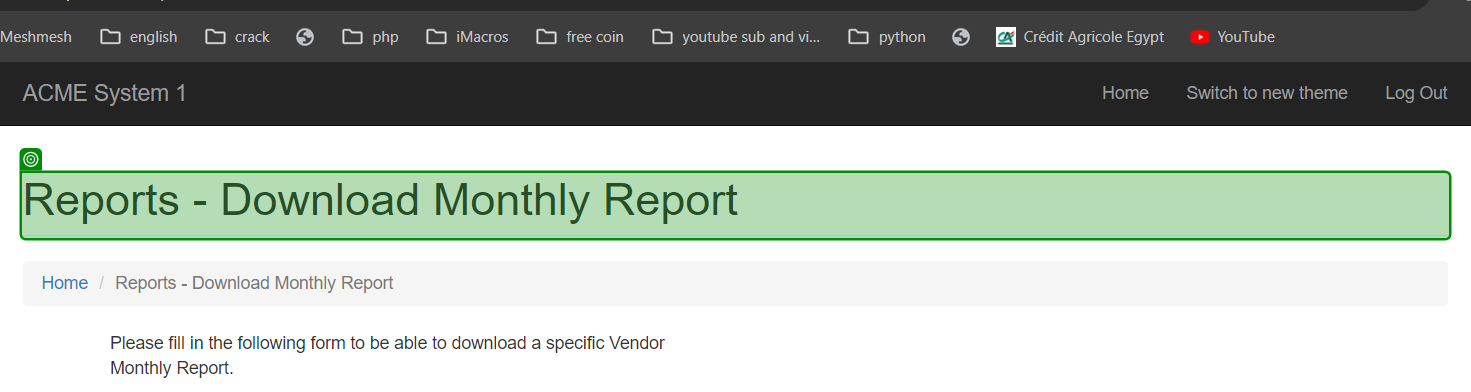 Meshmesh english crack php iMacros free coin youtube sub and vi... python Crédit Agricole Egypt YouTube
ACME System 1 Home Switch to new theme Log Out
Reports - Download Monthly Report
Home / Reports - Download Monthly Report
Please fill in the following form to be able to download a specific Vendor
Monthly Report.